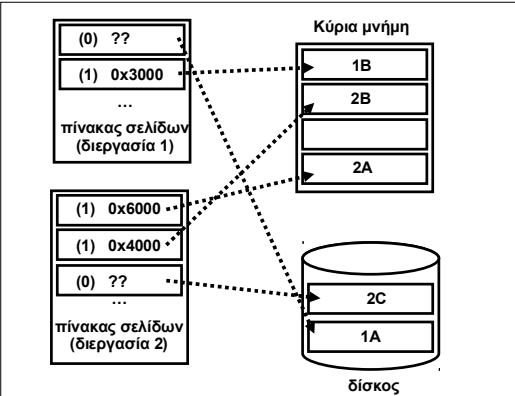 (0) ??
(1) 0x3000
...
πίνακας σελίδων
(διεργασία 1)
(1) 0x6000
(1) 0x4000
(0) ??
...
πίνακας σελίδων
(διεργασία 2)
Κύρια μνήμη
1B
2B
2A
2C
1A
δίσκος